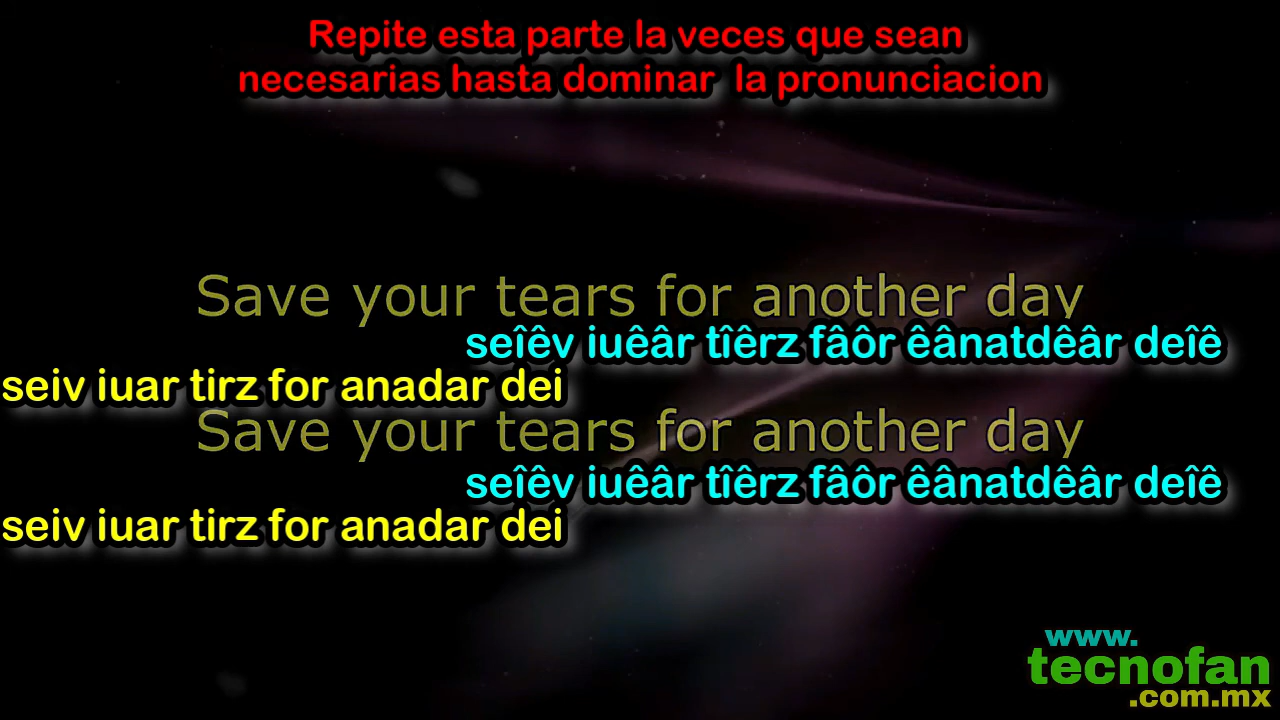 Repite esta parte la veces que sean
necesarias hasta dominar la pronunciacion
Save your tears for another day
seîêv iuêâr tîêrz fâôr êânatdêâr deîê
seiv iuar tirz for anadar dei
Save your tears for another day
seîêv iuêâr tîêrz fâôr êânatdêâr deîê
seiv iuar tirz for anadar dei
www.
tecnofan
.com.mx